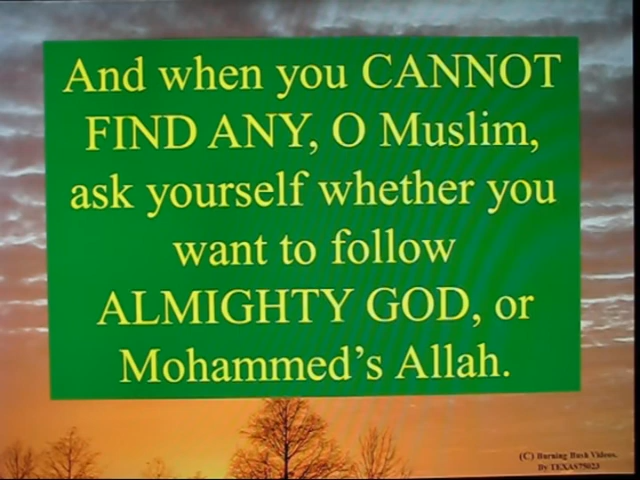 And when you CANNOT
FIND ANY, O Muslim,
ask yourself whether you
want to follow
ALMIGHTY GOD, or
Mohammed's Allah.
(C) Burning Bush Videos.
By TEXAS75023